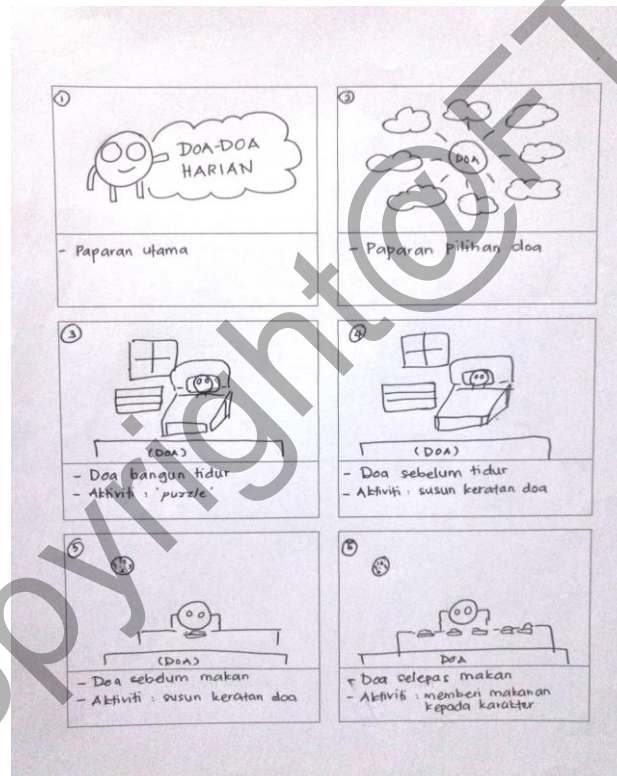 ①
DOA-DOA
HARIAN
- Paparan utama
②
DOA
- Paparan pilihan doa
③
(DOA)
- Doa bangun tidur
- Aktiviti : 'puzzle'
④
(DOA)
- Doa sebelum tidur
- Aktiviti : susun keratan doa
⑤
(DOA)
- Doa sebelum makan
- Aktiviti : susun keratan doa
⑥
DOA
- Doa selepas makan
- Aktiviti : memberi makanan
kepada karakter
Copyright@FT